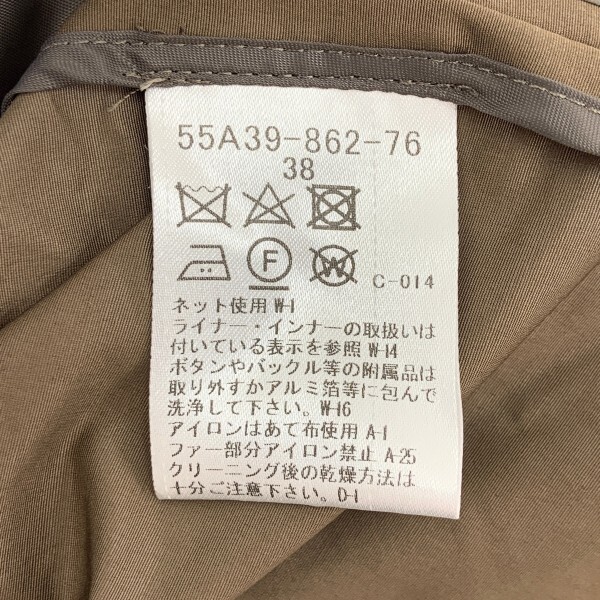 55A39-862-76
38
F W C-014
ネット使用 W-1
ライナー・インナーの取扱いは
付いている表示を参照 W-14
ボタンやバックル等の附属品は
取り外すかアルミ箔等に包んで
洗浄して下さい。W-16
アイロンはあて布使用 A-1
ファー部分アイロン禁止 A-25
クリーニング後の乾燥方法は
十分ご注意下さい。D-1